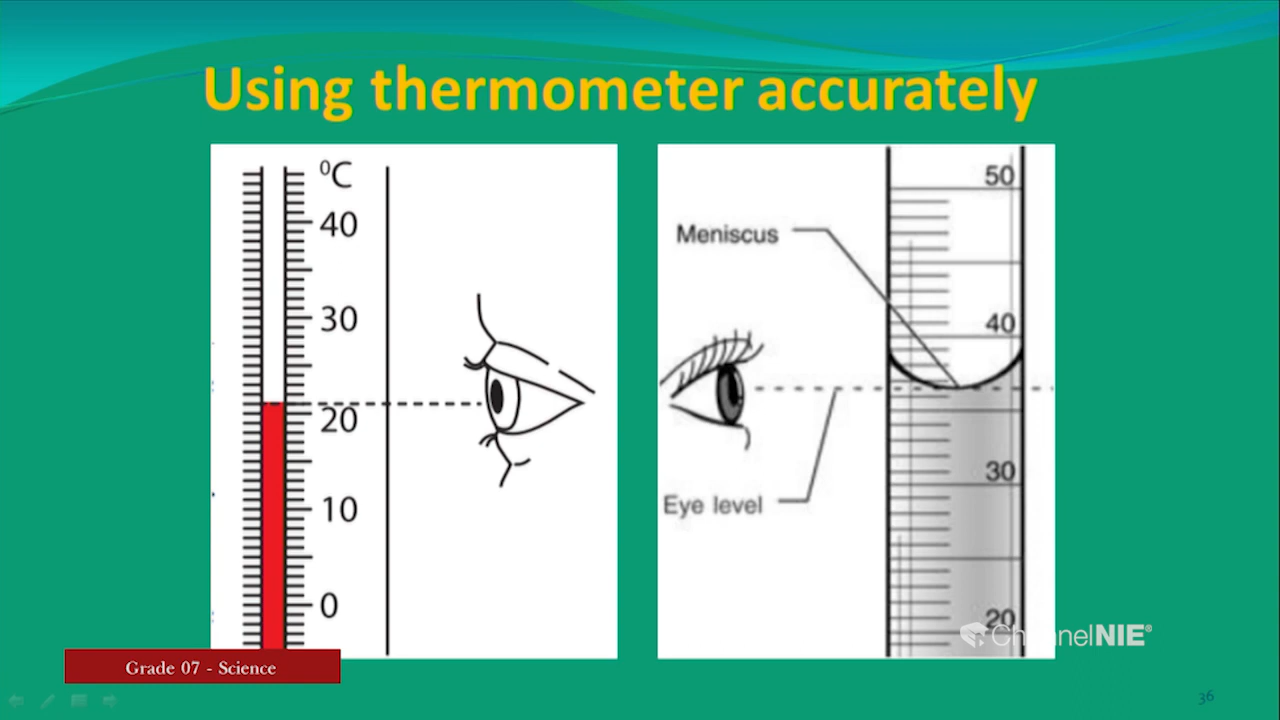 Using thermometer accurately
⁰C
40
30
20
10
0
Meniscus
Eye level
50
40
30
20
ChannelNIE®
Grade 07 - Science
36